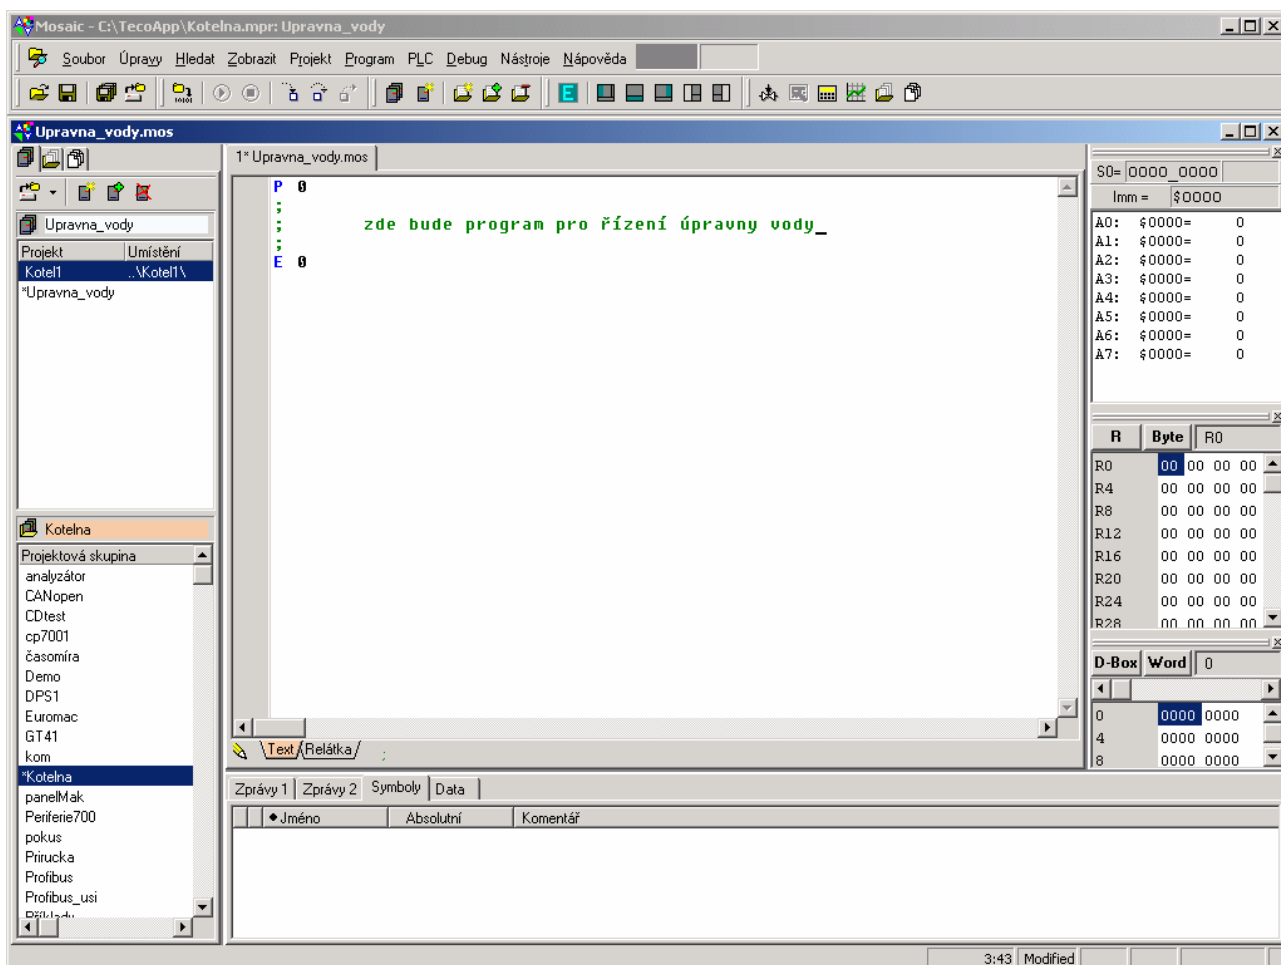 Mosaic - C:\TecoApp\Kotelna.mpr: Upravna_vody
Soubor Úpravy Hledat Zobrazit Projekt Program PLC Debug Nástroje Nápověda
Upravna_vody.mos
1* Upravna_vody.mos
P 0
;
; zde bude program pro řízení úpravny vody_
;
E 0
Upravna_vody
Projekt Umístění
Kotel1 ..\Kotel1\
*Upravna_vody
Kotelna
Projektová skupina
analyzátor
CANopen
CDtest
cp7001
časomíra
Demo
DPS1
Euromac
GT41
kom
*Kotelna
panelMak
Periferie700
pokus
Prirucka
Profibus
Profibus_usi
Příklady
Text Relátka ;
Zprávy 1 Zprávy 2 Symboly Data
Jméno Absolutní Komentář
S0= 0000_0000
Imm = $0000
A0: $0000= 0
A1: $0000= 0
A2: $0000= 0
A3: $0000= 0
A4: $0000= 0
A5: $0000= 0
A6: $0000= 0
A7: $0000= 0
R Byte R0
R0 00 00 00 00
R4 00 00 00 00
R8 00 00 00 00
R12 00 00 00 00
R16 00 00 00 00
R20 00 00 00 00
R24 00 00 00 00
R28 00 00 00 00
D-Box Word 0
0 0000 0000
4 0000 0000
8 0000 0000
3:43 Modified